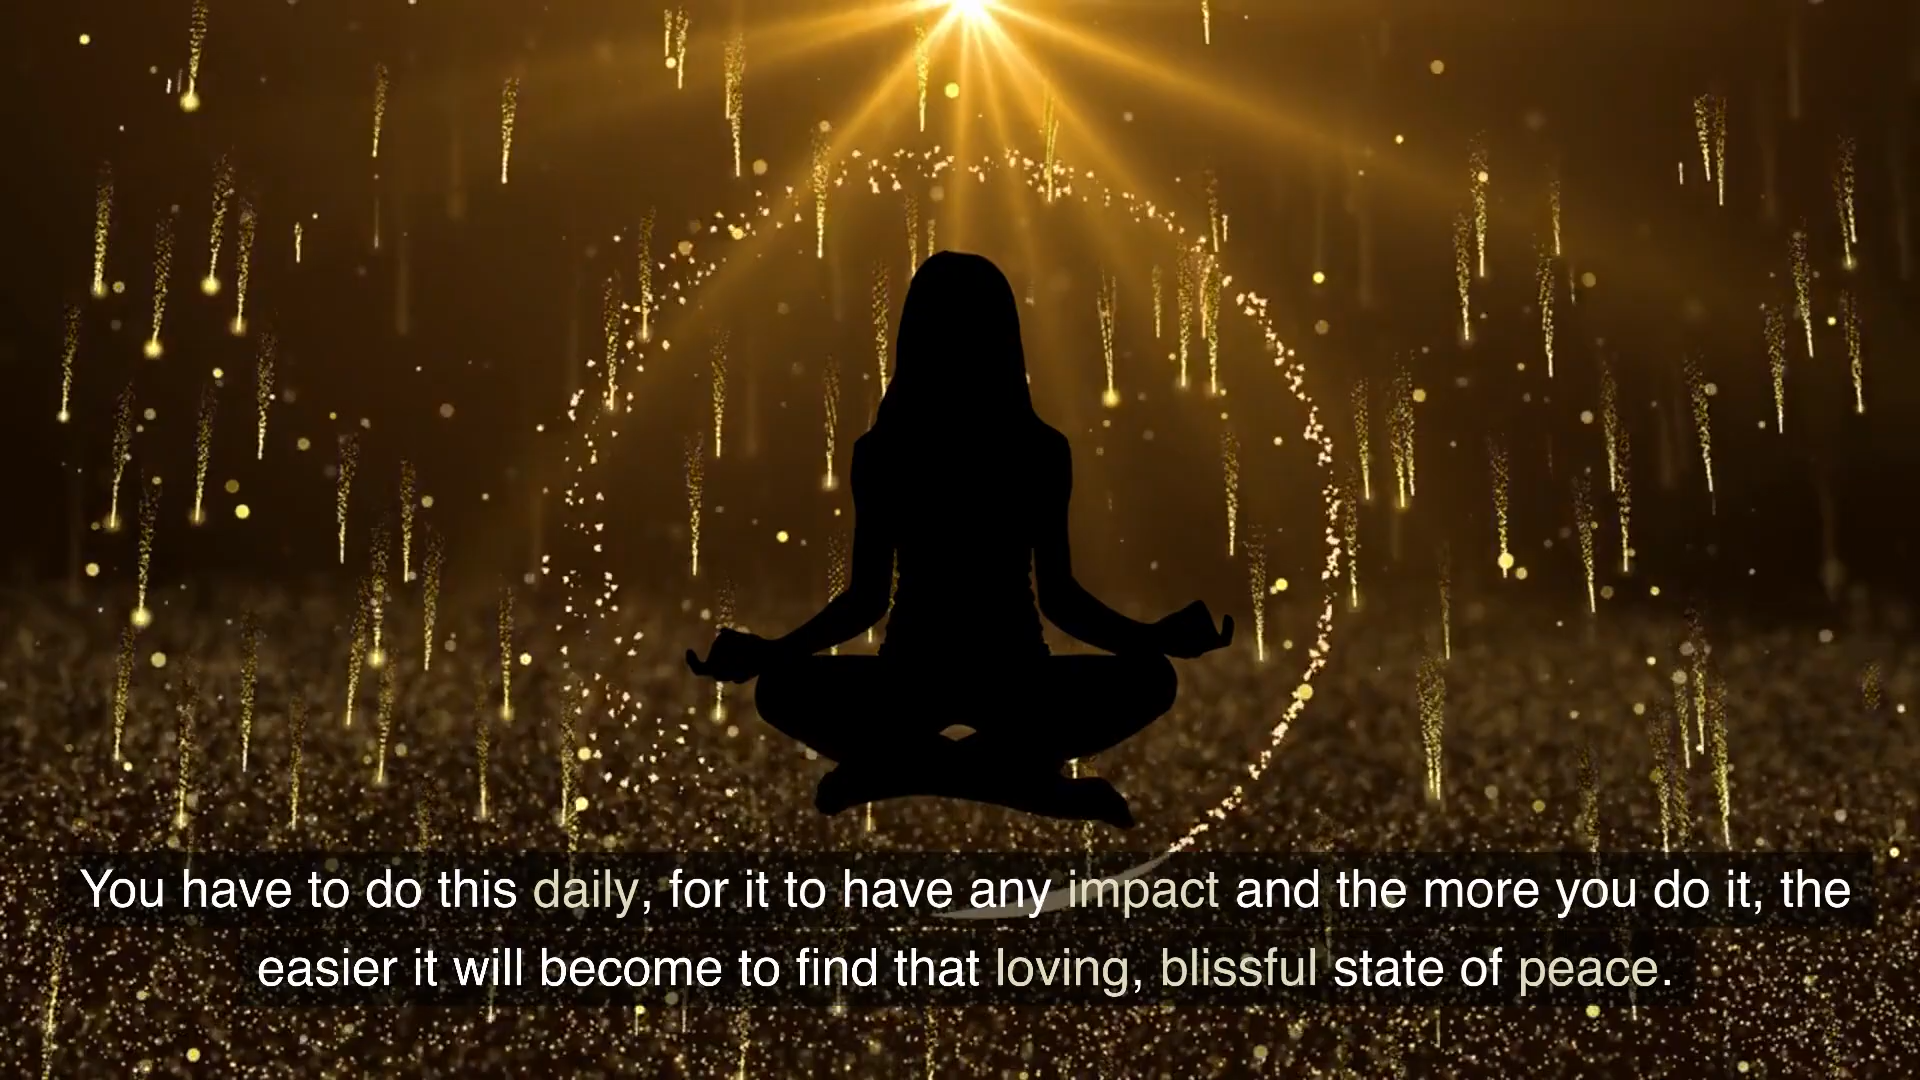 You have to do this daily, for it to have any impact and the more you do it, the
easier it will become to find that loving, blissful state of peace.